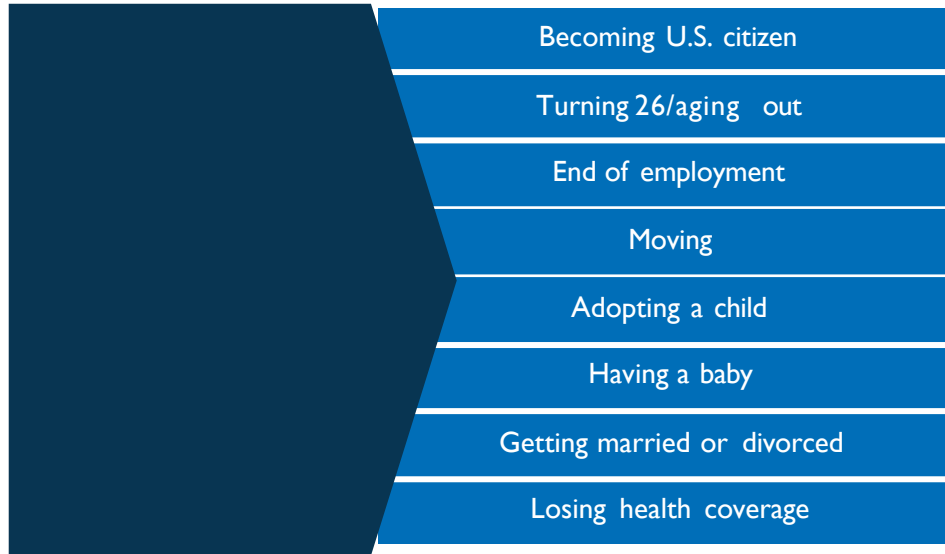 Becoming U.S. citizen
Turning 26/aging out
End of employment
Moving
Adopting a child
Having a baby
Getting married or divorced
Losing health coverage